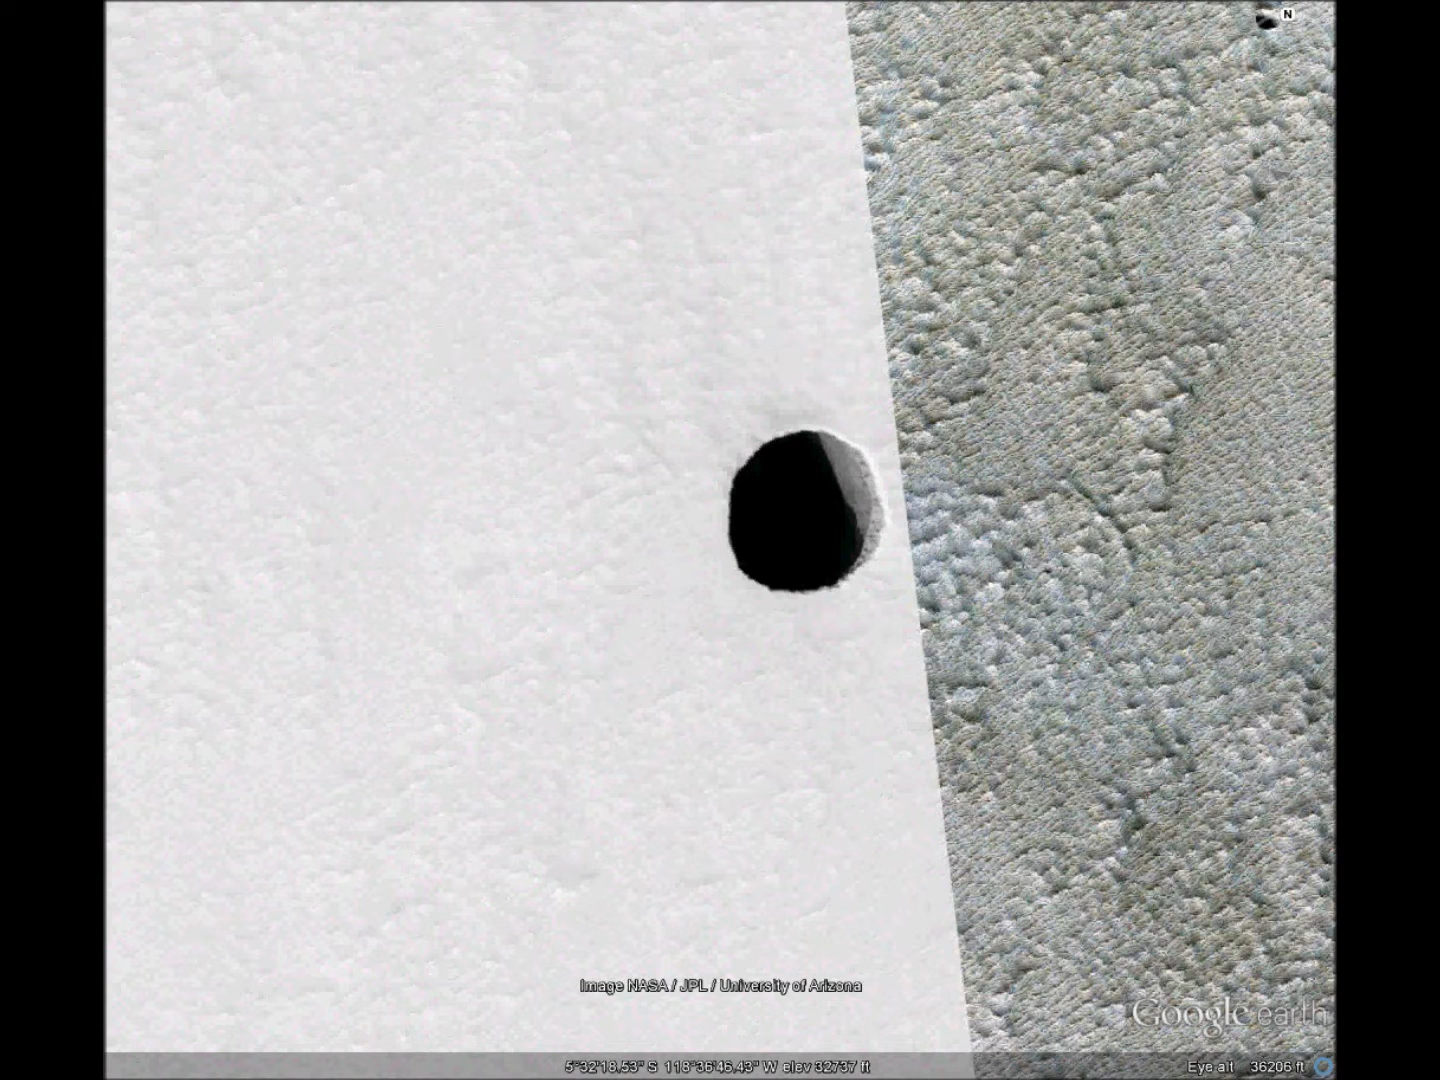 N
Image NASA / JPL / University of Arizona
Google earth
5°32'18.53" S 118°36'46.43" W elev 32737 ft
Eye alt 36206 ft